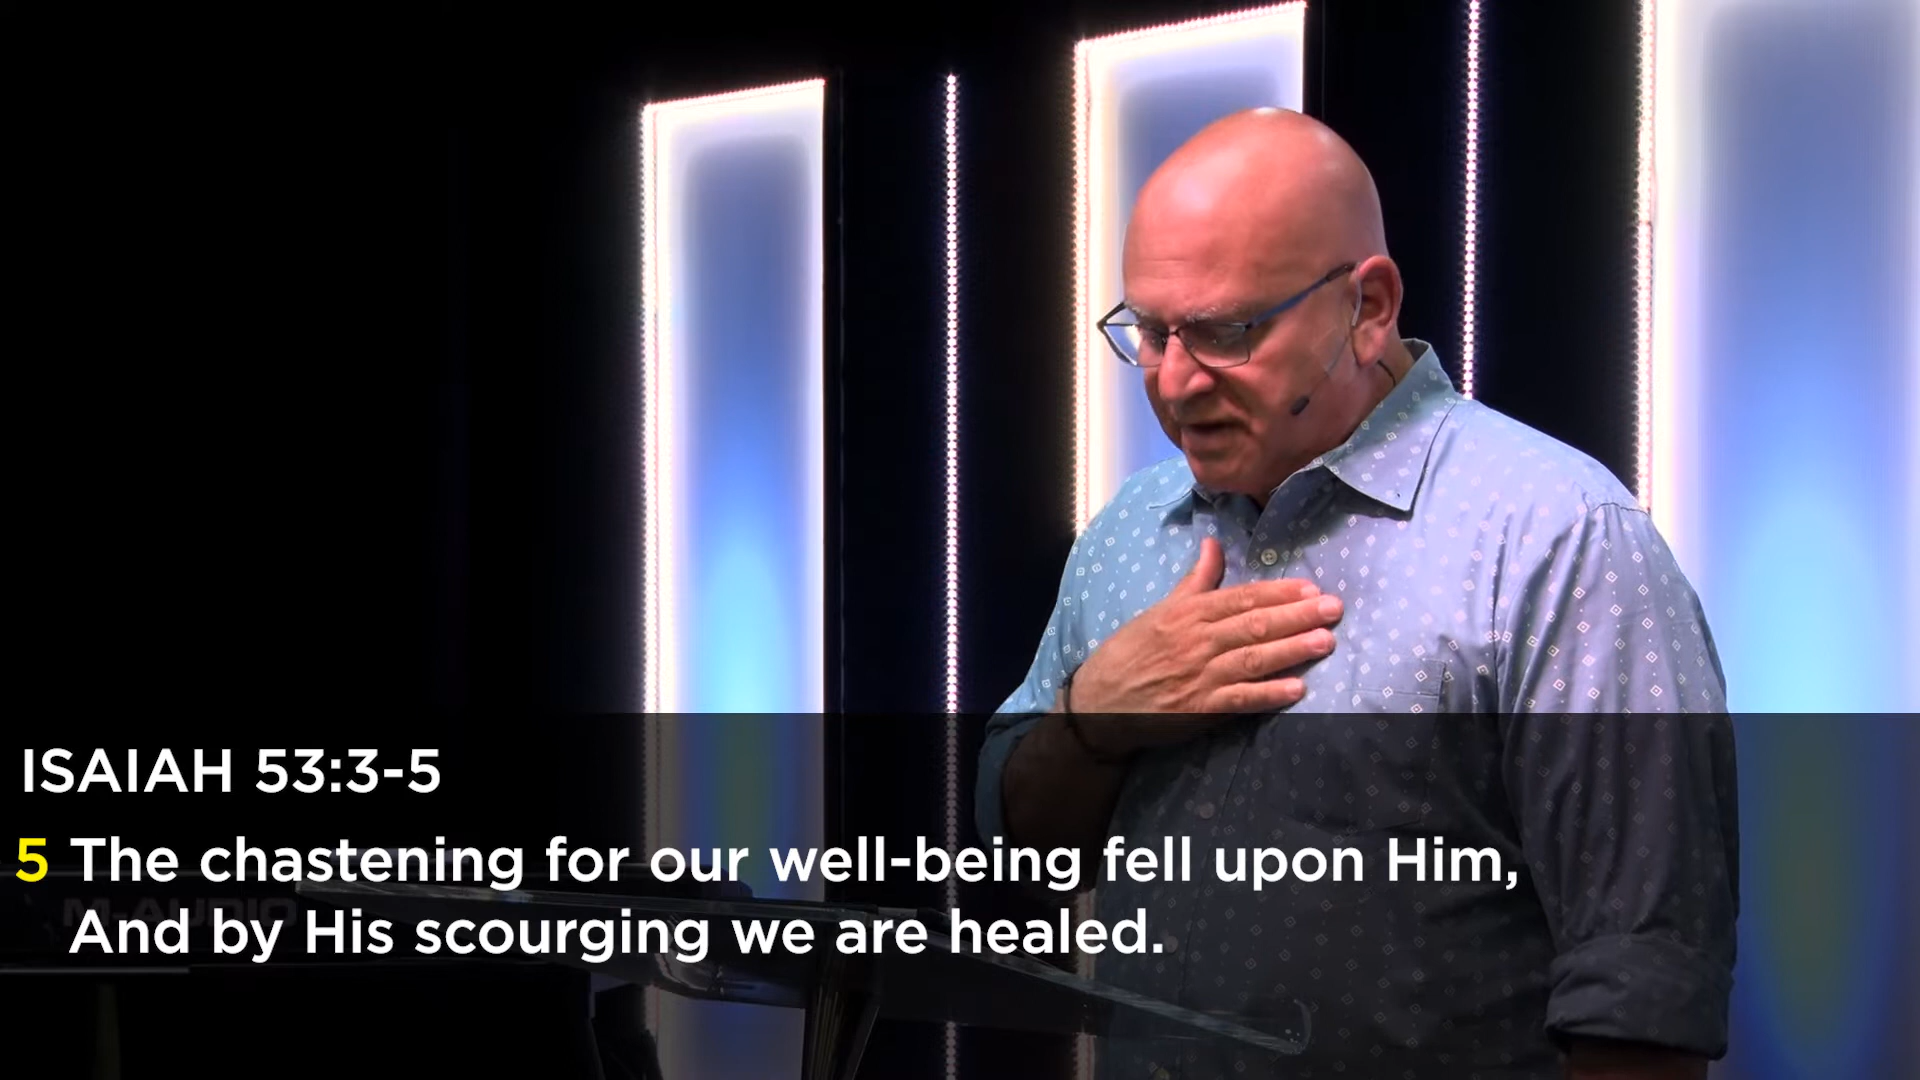 ISAIAH 53:3-5
5 The chastening for our well-being fell upon Him,
And by His scourging we are healed.
M-AUDIO